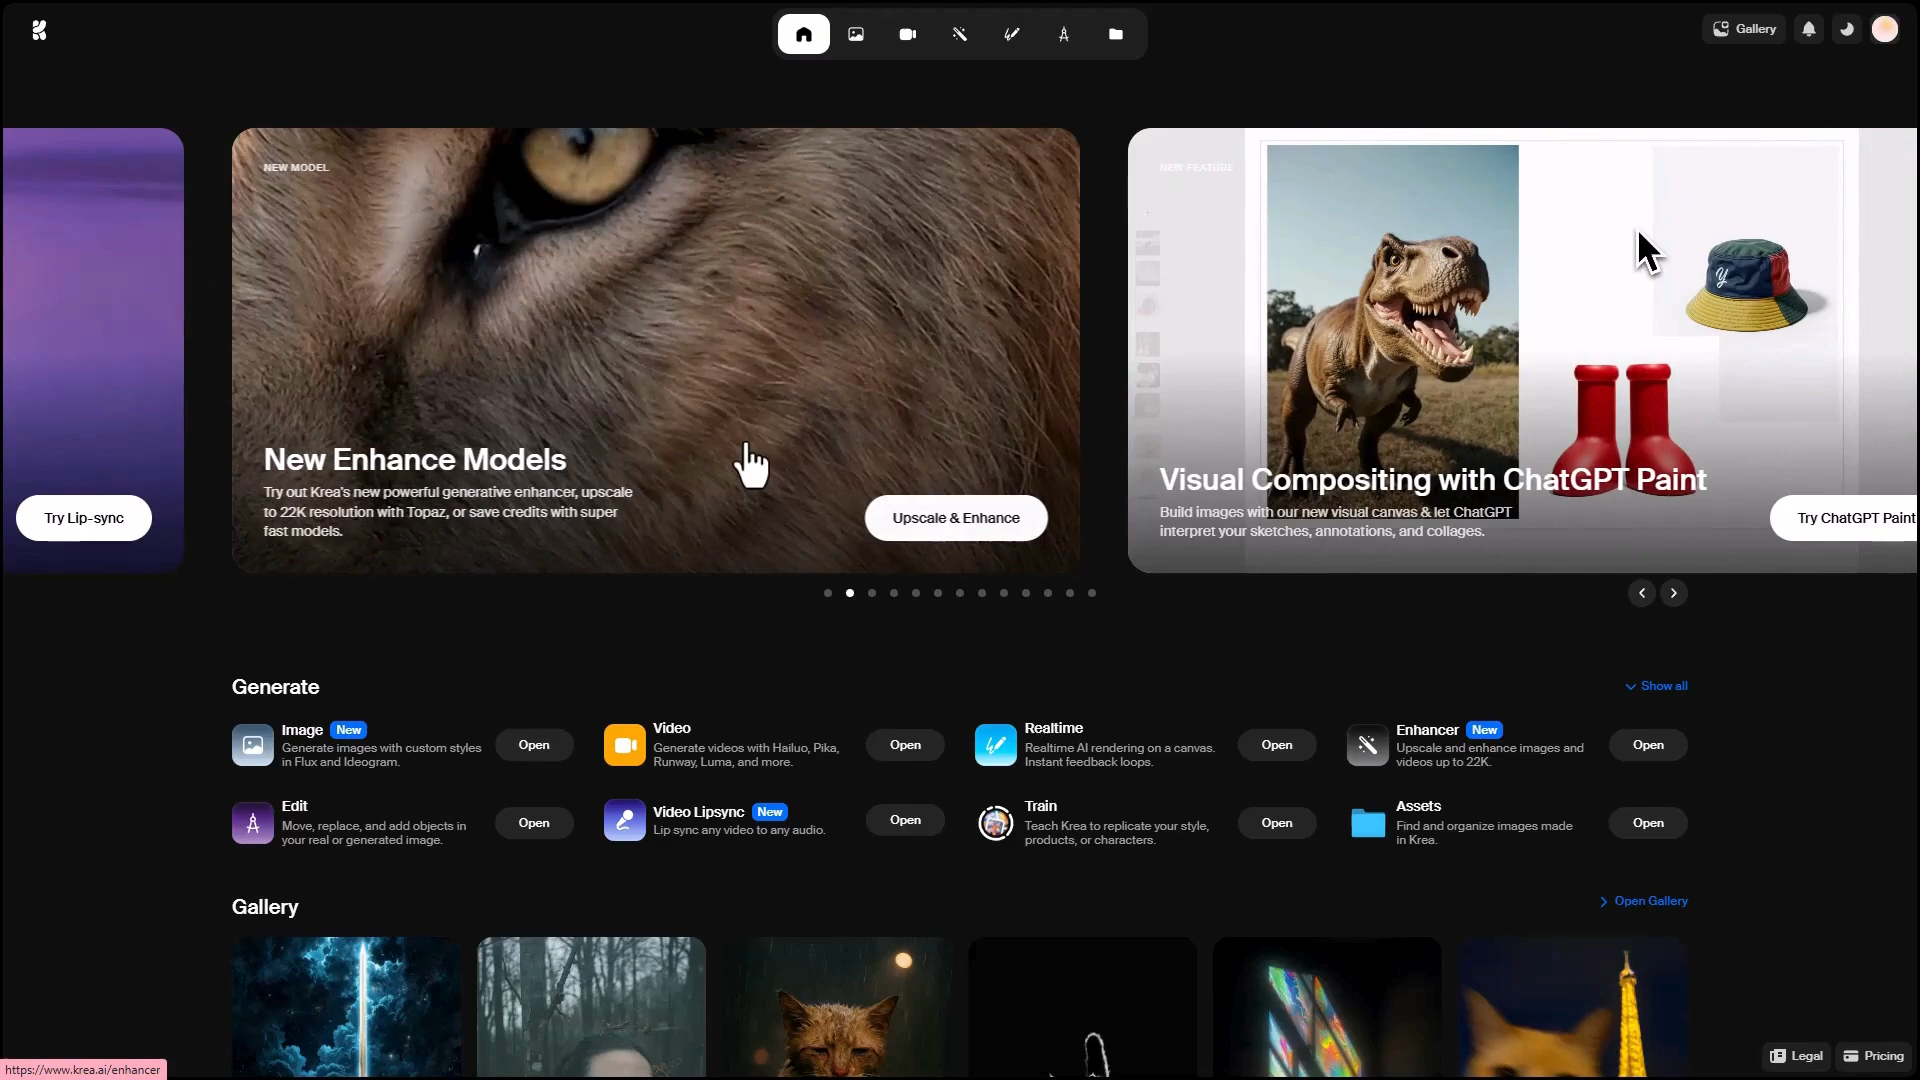 Gallery
NEW MODEL
New Enhance Models
Try out Krea's new powerful generative enhancer, upscale
to 22K resolution with Topaz, or save credits with super
fast models.
Try Lip-sync
Upscale & Enhance
NEW FEATURE
y
Visual Compositing with ChatGPT Paint
Build images with our new visual canvas & let ChatGPT
interpret your sketches, annotations, and collages.
Try ChatGPT Paint
Generate
Show all
Image New
Generate images with custom styles
in Flux and Ideogram.
Open
Video
Generate videos with Hailuo, Pika,
Runway, Luma, and more.
Open
Realtime
Realtime AI rendering on a canvas.
Instant feedback loops.
Open
Enhancer New
Upscale and enhance images and
videos up to 22K.
Open
Edit
Move, replace, and add objects in
your real or generated image.
Open
Video Lipsync New
Lip sync any video to any audio.
Open
Train
Teach Krea to replicate your style,
products, or characters.
Open
Assets
Find and organize images made
in Krea.
Open
Gallery
Open Gallery
Legal
Pricing
https://www.krea.ai/enhancer